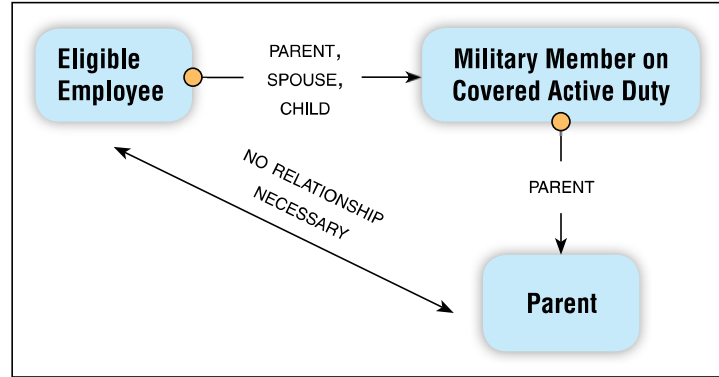 Eligible
Employee
PARENT,
SPOUSE,
CHILD
Military Member on
Covered Active Duty
NO RELATIONSHIP
NECESSARY
PARENT
Parent